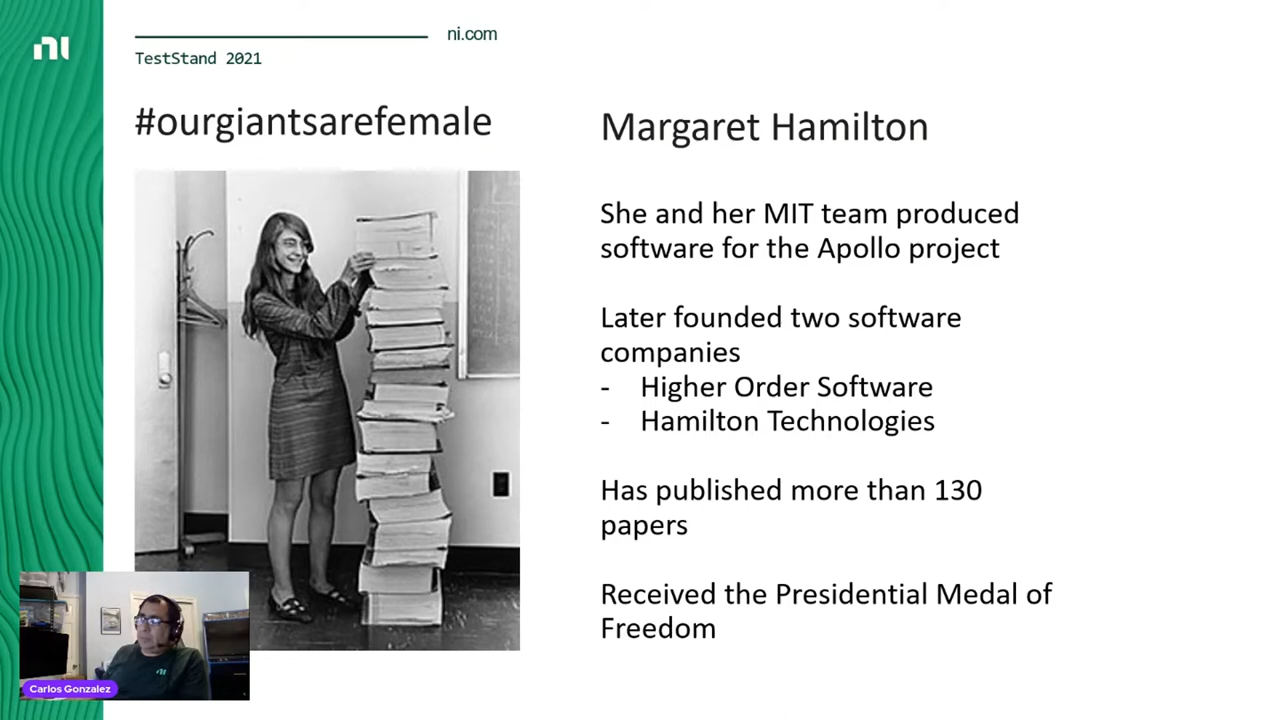 ni
ni.com
TestStand 2021
#ourgiantsarefemale
Margaret Hamilton
She and her MIT team produced
software for the Apollo project
Later founded two software
companies
- Higher Order Software
- Hamilton Technologies
Has published more than 130
papers
Received the Presidential Medal of
Freedom
Carlos Gonzalez